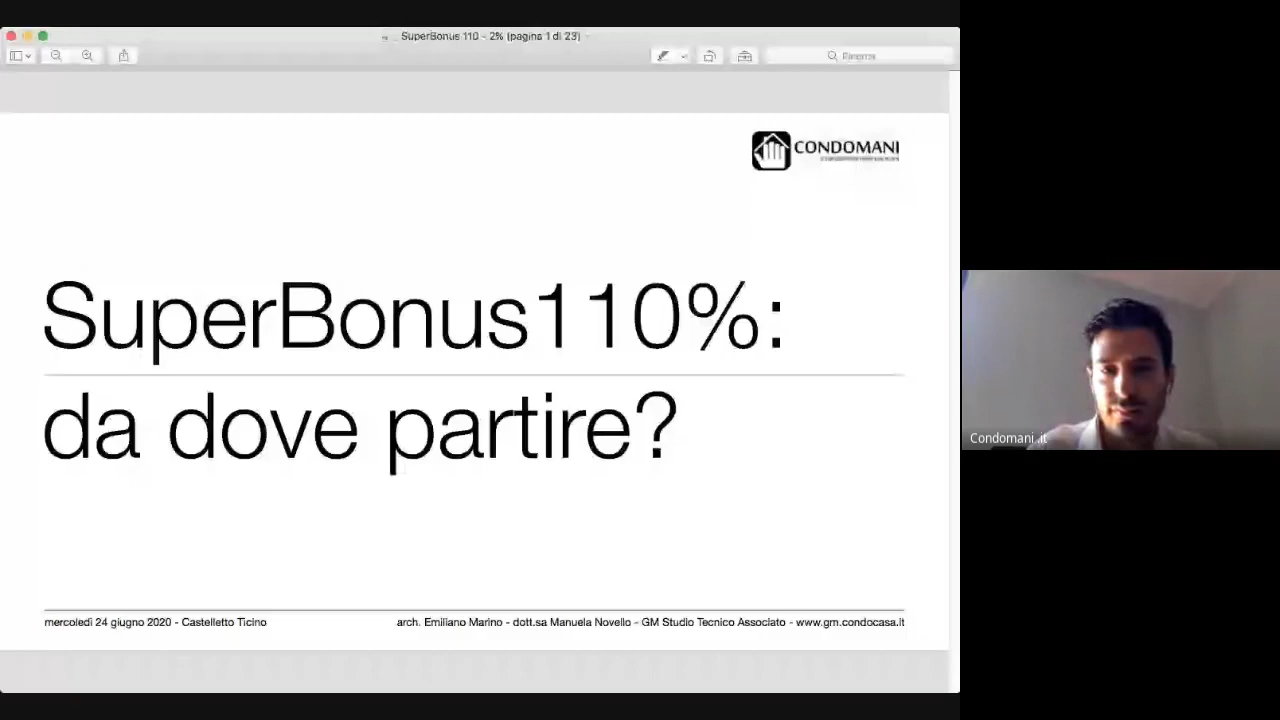 SuperBonus 110 - 2% (pagina 1 di 23)
CONDOMANI
SuperBonus110%:
da dove partire?
Condomani .it
mercoledì 24 giugno 2020 - Castelletto Ticino
arch. Emiliano Marino - dott.sa Manuela Novello - GM Studio Tecnico Associato - www.gm.condocasa.it